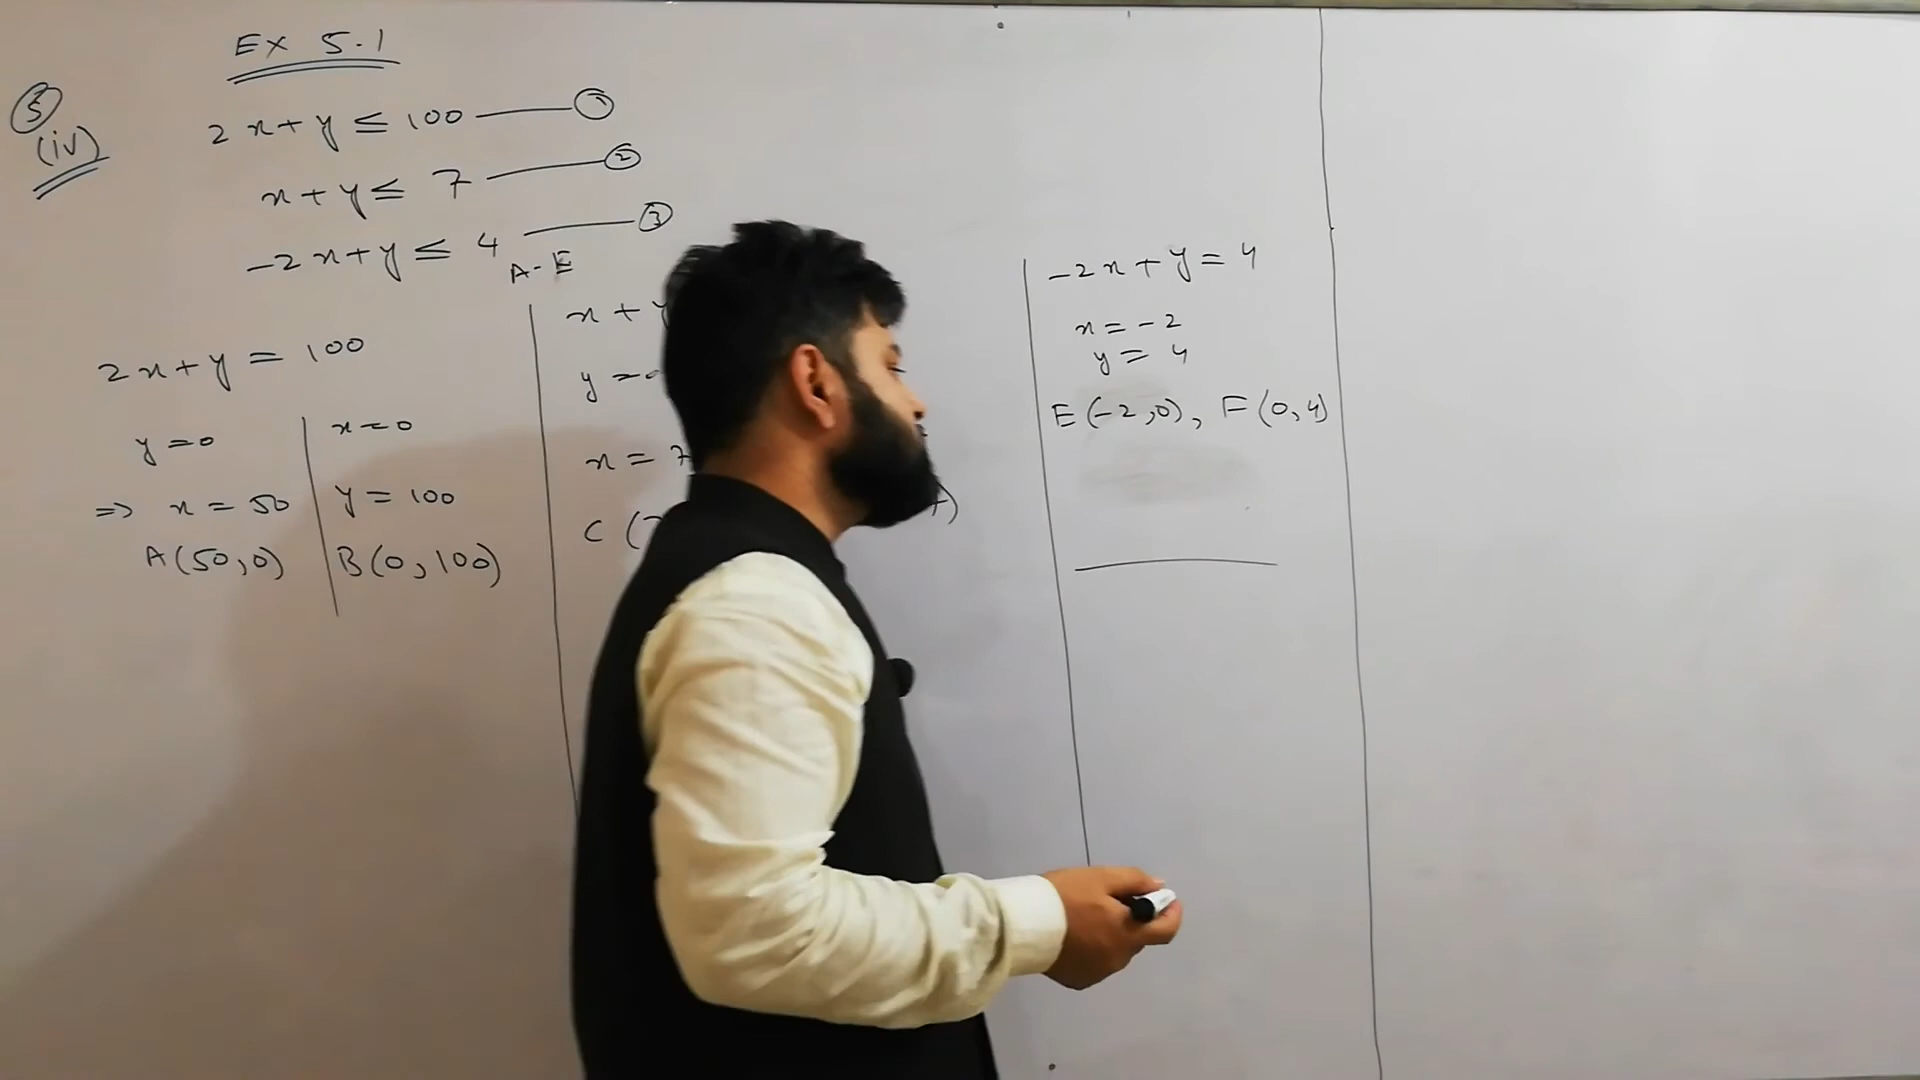 Ex 5.1
5
(iv)
2x+y ≤ 100 — 1
x+y ≤ 7 — 2
-2x+y ≤ 4 — 3
A-E
2x+y = 100
y=0
x=0
=> x = 50
y = 100
A(50,0)
B(0,100)
x + y
y =
x = 7
C (7
-2x + y = 4
x = -2
y = 4
E(-2,0), F(0,4)